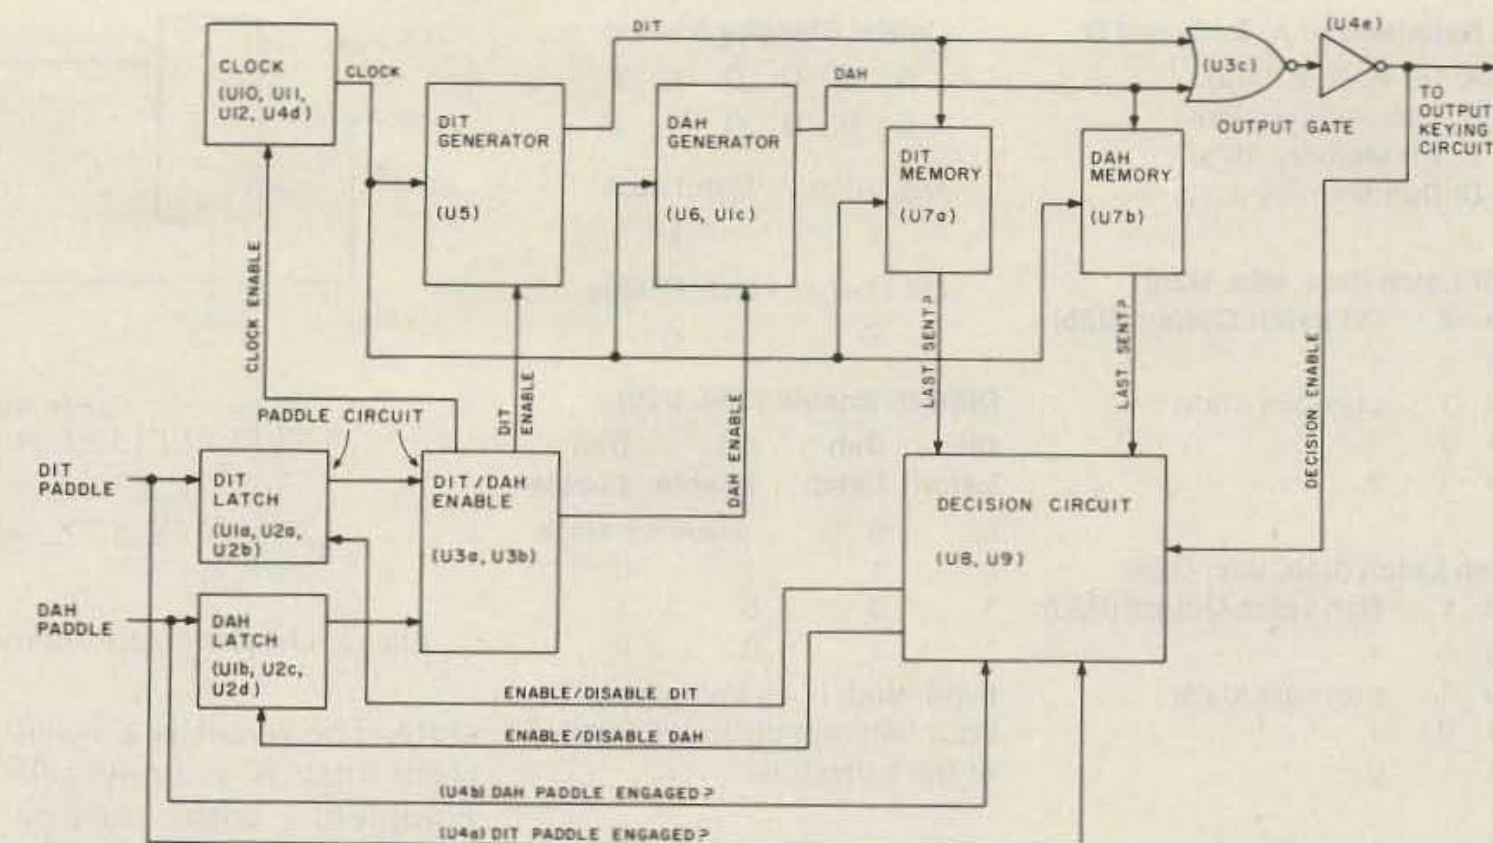 DIT
(U4e)
CLOCK
(U10, U11,
U12, U4d)
CLOCK
DAH
(U3c)
DIT
GENERATOR
(U5)
DAH
GENERATOR
(U6, U1c)
DIT
MEMORY
(U7a)
DAH
MEMORY
(U7b)
OUTPUT GATE
TO
OUTPUT
KEYING
CIRCUIT
CLOCK ENABLE
DIT
ENABLE
DAH ENABLE
LAST SENT?
LAST SENT?
DECISION ENABLE
PADDLE CIRCUIT
DIT
PADDLE
DIT
LATCH
(U1a, U2a,
U2b)
DIT/DAH
ENABLE
(U3a, U3b)
DECISION CIRCUIT
(U8, U9)
DAH
PADDLE
DAH
LATCH
(U1b, U2c,
U2d)
ENABLE/DISABLE DIT
ENABLE/DISABLE DAH
(U4b) DAH PADDLE ENGAGED?
(U4a) DIT PADDLE ENGAGED?